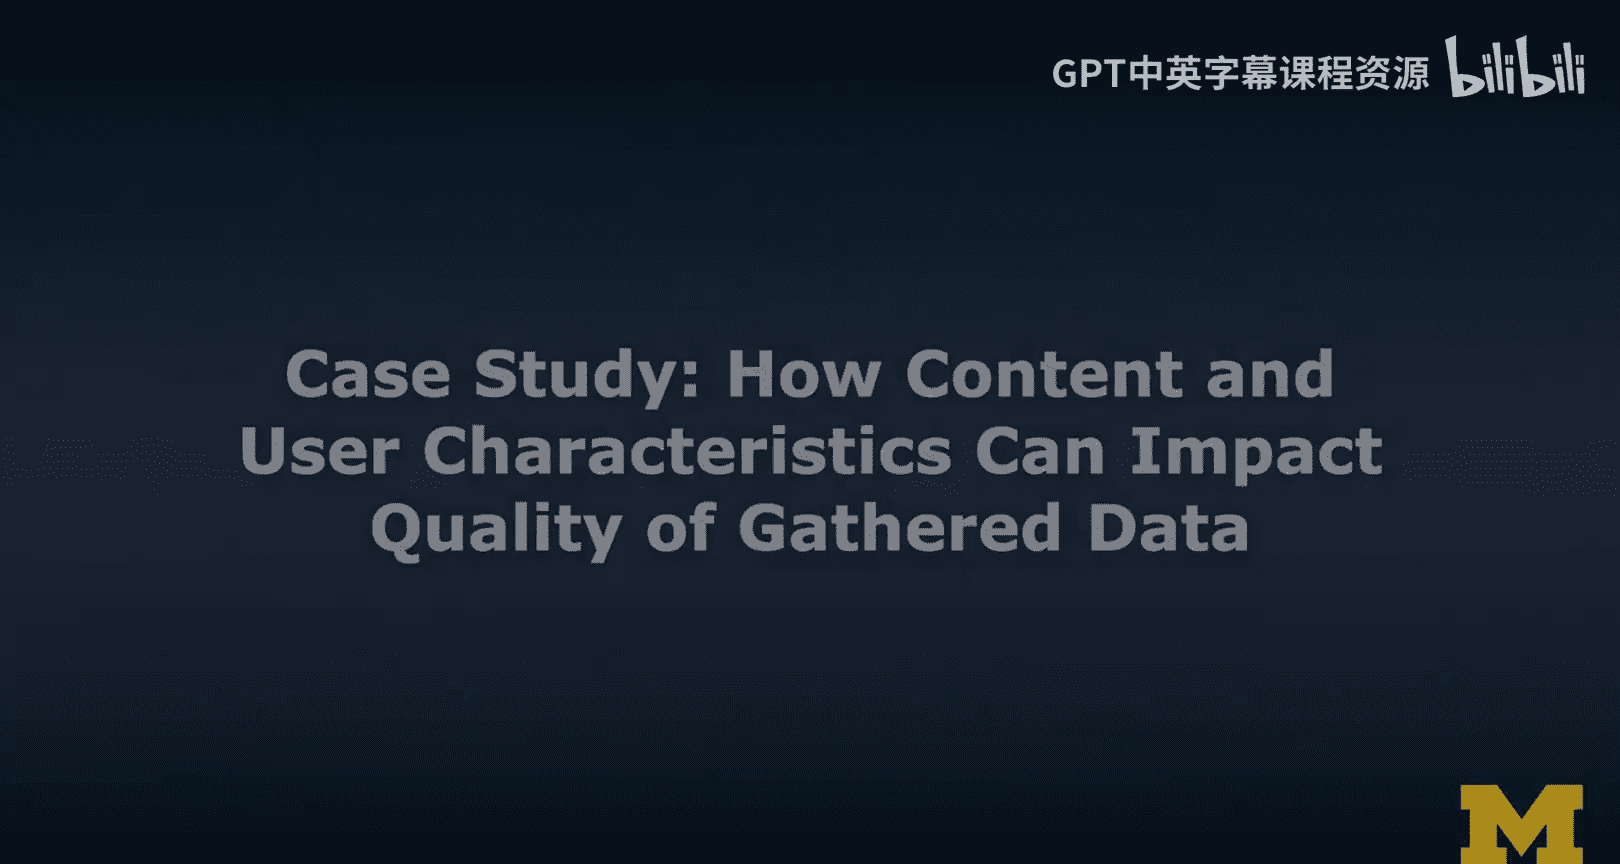 GPT中英字幕课程资源 bilibili
Case Study: How Content and
User Characteristics Can Impact
Quality of Gathered Data
M